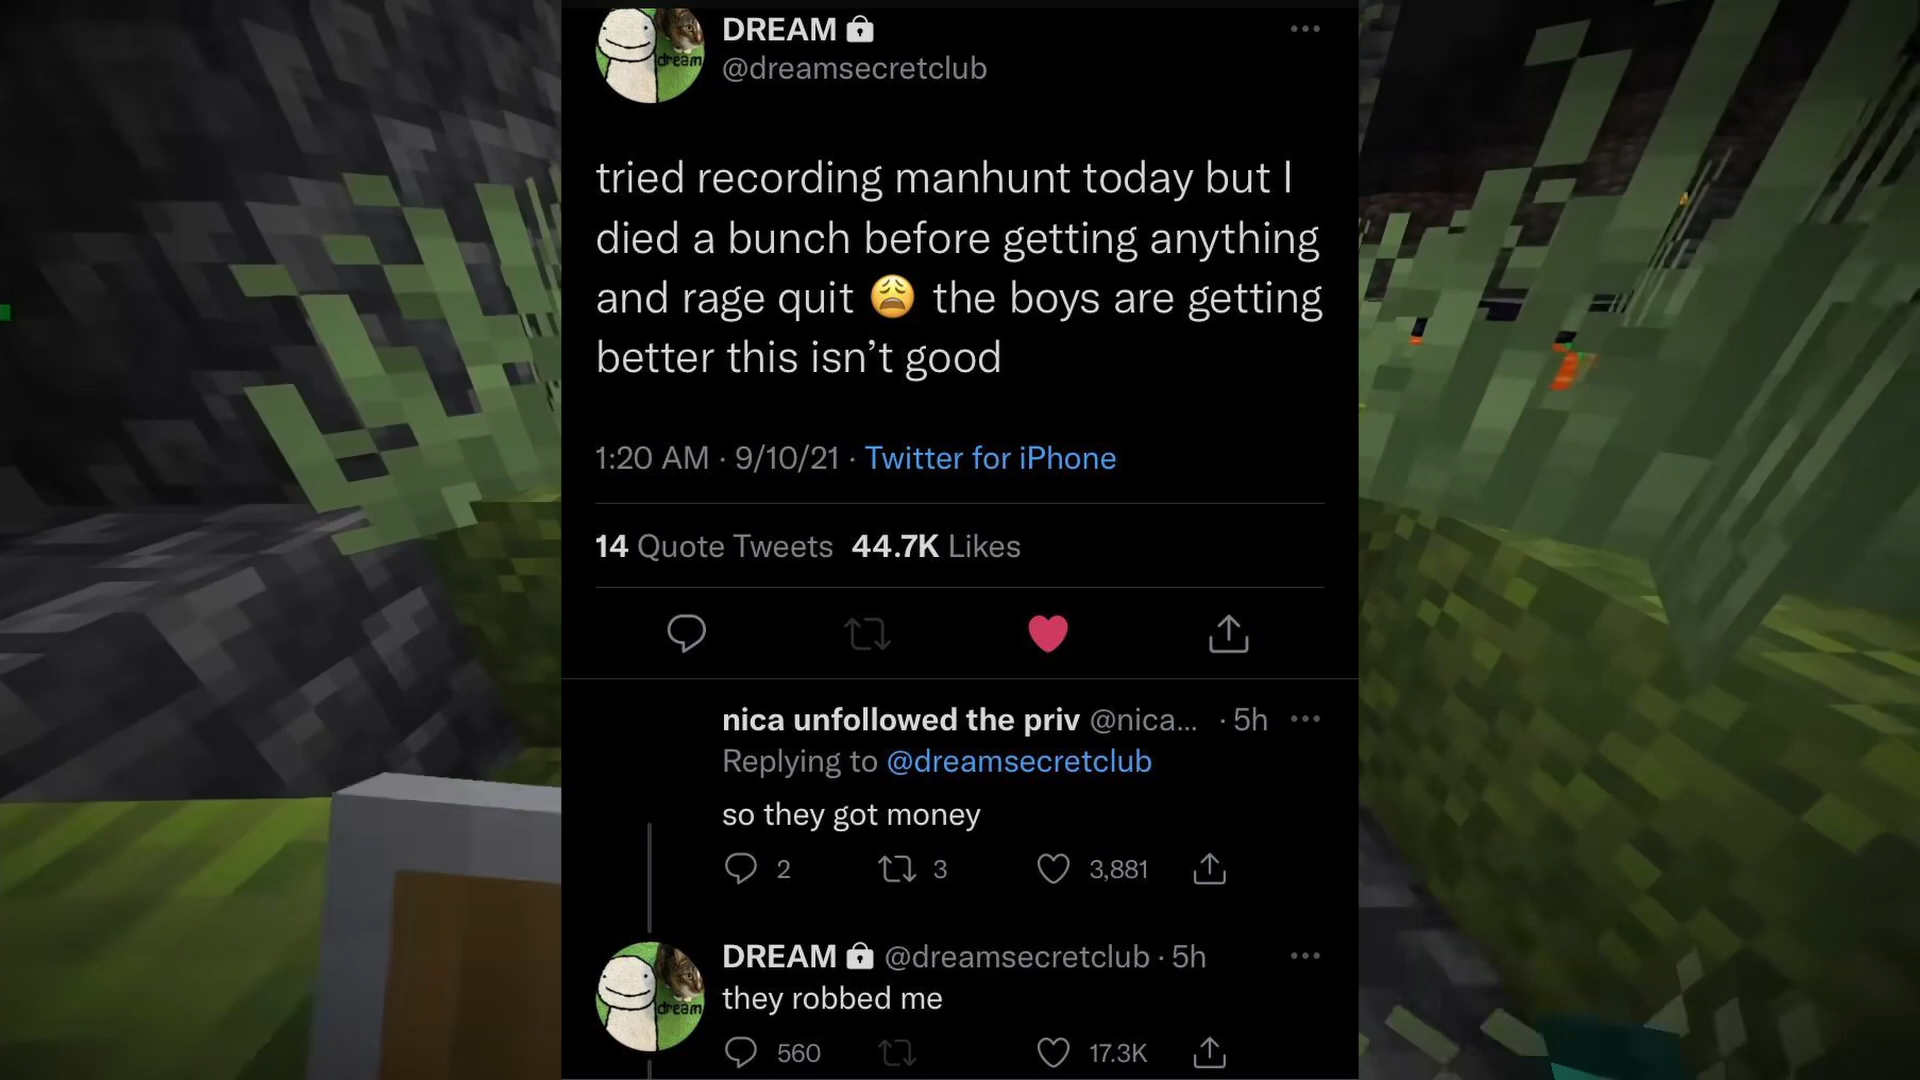 DREAM
@dreamsecretclub
dream
tried recording manhunt today but I
died a bunch before getting anything
and rage quit 😩 the boys are getting
better this isn’t good
1:20 AM · 9/10/21 · Twitter for iPhone
14 Quote Tweets 44.7K Likes
nica unfollowed the priv @nica... · 5h
Replying to @dreamsecretclub
so they got money
2 3 3,881
DREAM @dreamsecretclub · 5h
dream
they robbed me
560 17.3K